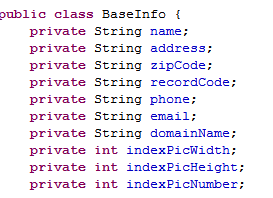 public class BaseInfo {
private String name;
private String address;
private String zipCode;
private String recordCode;
private String phone;
private String email;
private String domainName;
private int indexPicWidth;
private int indexPicHeight;
private int indexPicNumber;